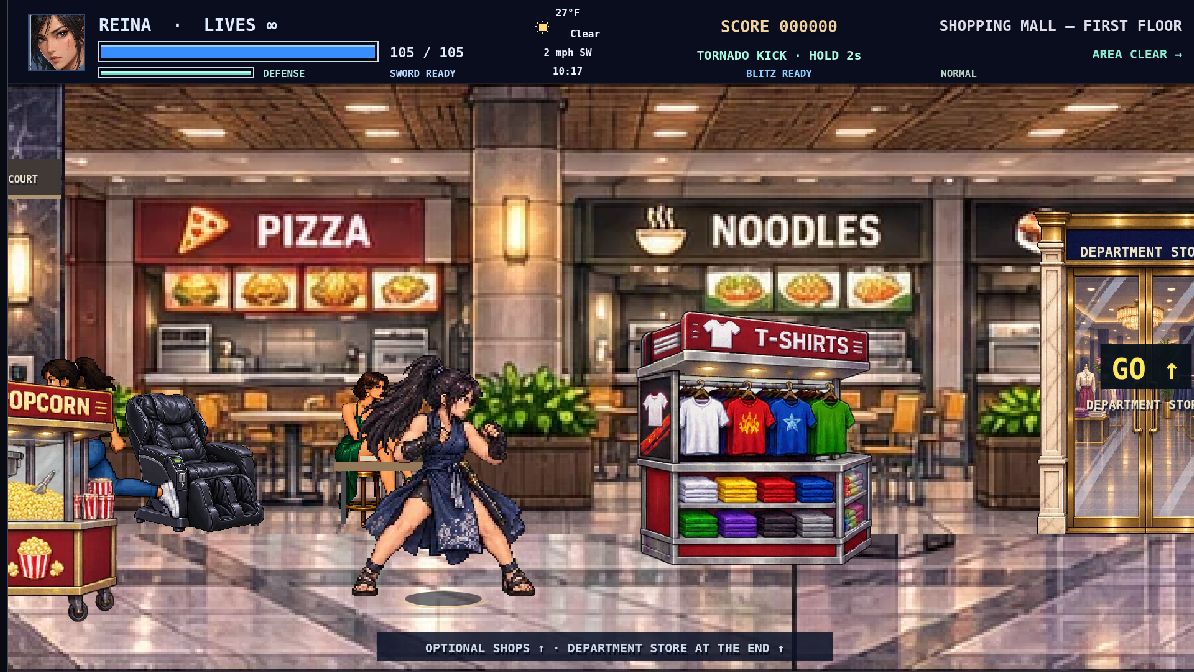 REINA · LIVES ∞
105 / 105
DEFENSE
SWORD READY
27°F
Clear
2 mph SW
10:17
SCORE 000000
TORNADO KICK · HOLD 2s
BLITZ READY
SHOPPING MALL — FIRST FLOOR
AREA CLEAR →
NORMAL
COURT
PIZZA
NOODLES
DEPARTMENT STO
T-SHIRTS
GO ↑
DEPARTMENT STOR
OPCORN
OPTIONAL SHOPS ↑ · DEPARTMENT STORE AT THE END ↑